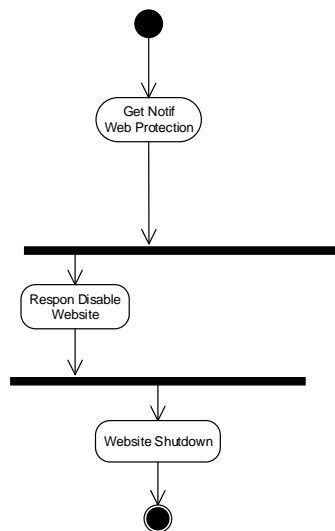 Get Notif
Web Protection
Respon Disable
Website
Website Shutdown